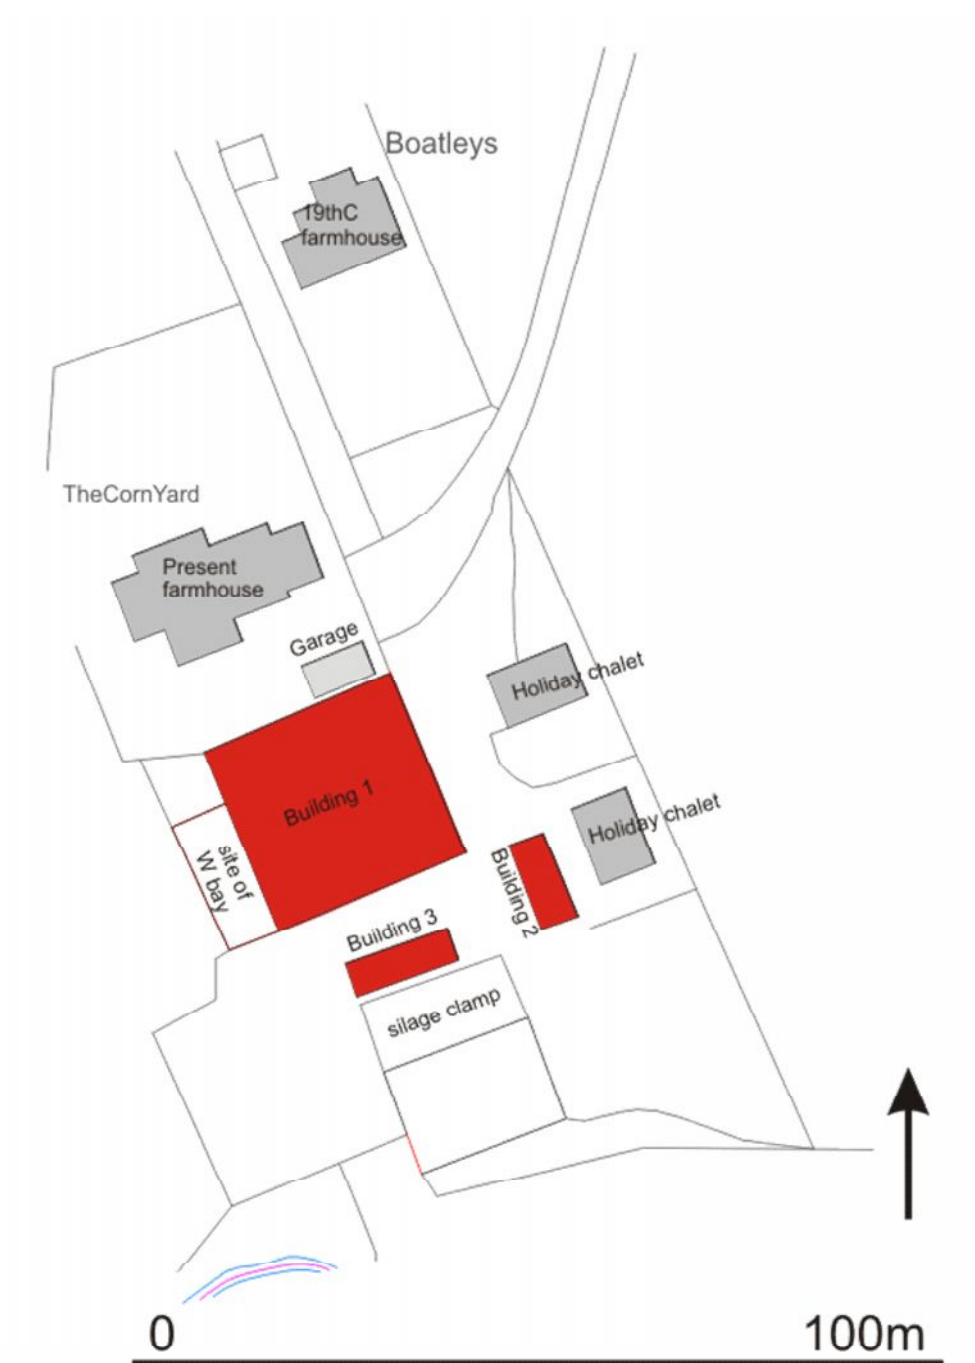 Boatleys
19thC
farmhouse
TheCornYard
Present
farmhouse
Garage
Holiday chalet
Building 1
Holiday chalet
site of
W bay
Building 2
Building 3
silage clamp
0
100m